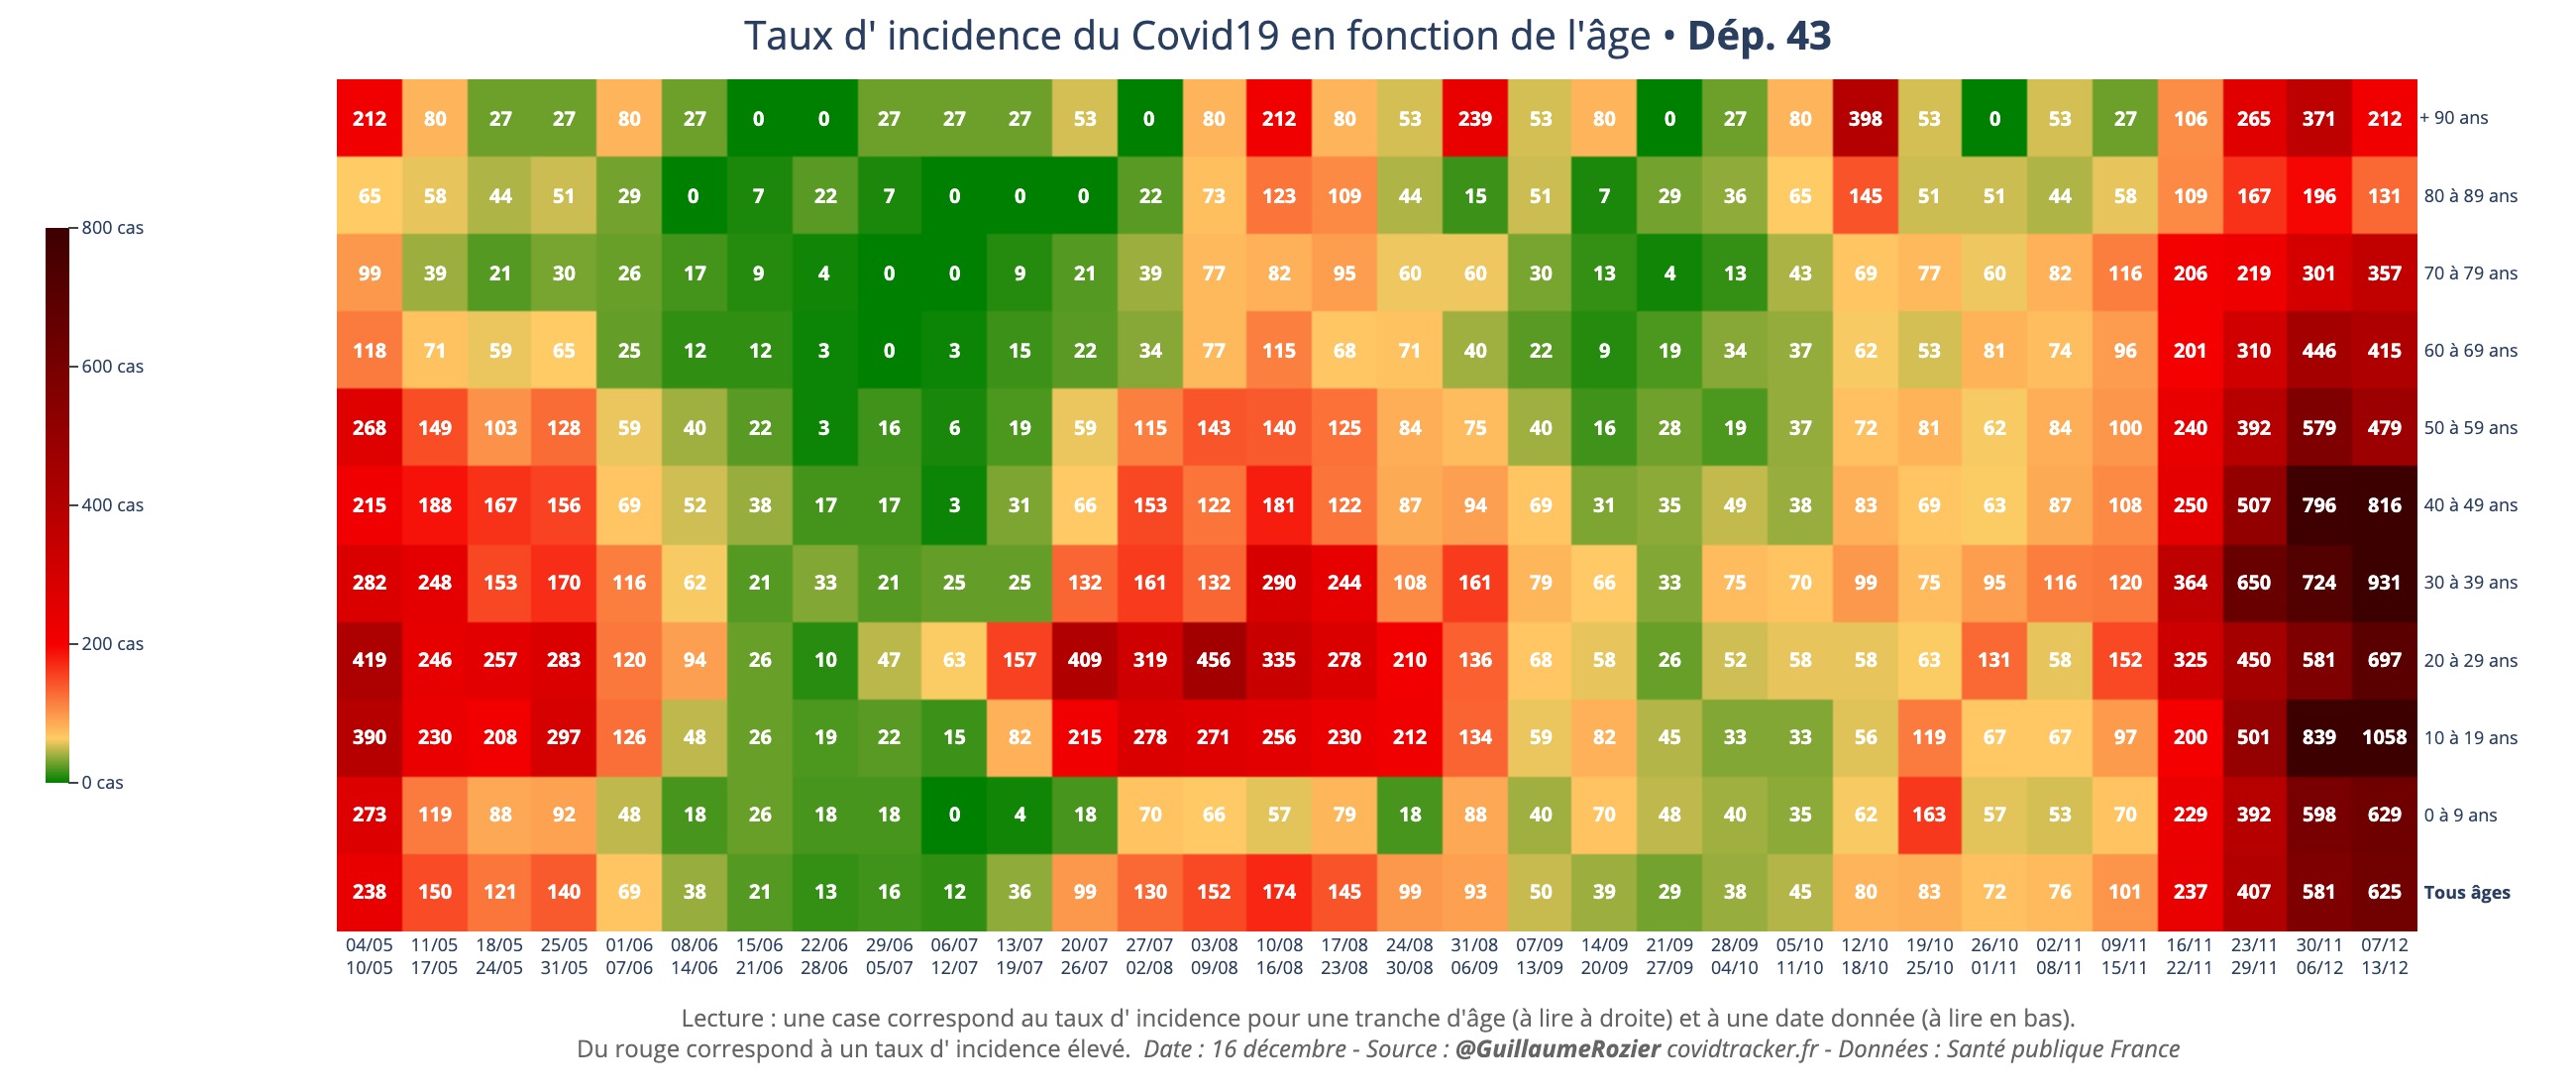 Taux d' incidence du Covid19 en fonction de l'âge • Dép. 43
800 cas
600 cas
400 cas
200 cas
0 cas
212 80 27 27 80 27 0 0 27 27 27 53 0 80 212 80 53 239 53 80 0 27 80 398 53 0 53 27 106 265 371 212 + 90 ans
65 58 44 51 29 0 7 22 7 0 0 0 22 73 123 109 44 15 51 7 29 36 65 145 51 51 44 58 109 167 196 131 80 à 89 ans
99 39 21 30 26 17 9 4 0 0 9 21 39 77 82 95 60 60 30 13 4 13 43 69 77 60 82 116 206 219 301 357 70 à 79 ans
118 71 59 65 25 12 12 3 0 3 15 22 34 77 115 68 71 40 22 9 19 34 37 62 53 81 74 96 201 310 446 415 60 à 69 ans
268 149 103 128 59 40 22 3 16 6 19 59 115 143 140 125 84 75 40 16 28 19 37 72 81 62 84 100 240 392 579 479 50 à 59 ans
215 188 167 156 69 52 38 17 17 3 31 66 153 122 181 122 87 94 69 31 35 49 38 83 69 63 87 108 250 507 796 816 40 à 49 ans
282 248 153 170 116 62 21 33 21 25 25 132 161 132 290 244 108 161 79 66 33 75 70 99 75 95 116 120 364 650 724 931 30 à 39 ans
419 246 257 283 120 94 26 10 47 63 157 409 319 456 335 278 210 136 68 58 26 52 58 58 63 131 58 152 325 450 581 697 20 à 29 ans
390 230 208 297 126 48 26 19 22 15 82 215 278 271 256 230 212 134 59 82 45 33 33 56 119 67 67 97 200 501 839 1058 10 à 19 ans
273 119 88 92 48 18 26 18 18 0 4 18 70 66 57 79 18 88 40 70 48 40 35 62 163 57 53 70 229 392 598 629 0 à 9 ans
238 150 121 140 69 38 21 13 16 12 36 99 130 152 174 145 99 93 50 39 29 38 45 80 83 72 76 101 237 407 581 625 Tous âges
04/05 11/05 18/05 25/05 01/06 08/06 15/06 22/06 29/06 06/07 13/07 20/07 27/07 03/08 10/08 17/08 24/08 31/08 07/09 14/09 21/09 28/09 05/10 12/10 19/10 26/10 02/11 09/11 16/11 23/11 30/11 07/12
10/05 17/05 24/05 31/05 07/06 14/06 21/06 28/06 05/07 12/07 19/07 26/07 02/08 09/08 16/08 23/08 30/08 06/09 13/09 20/09 27/09 04/10 11/10 18/10 25/10 01/11 08/11 15/11 22/11 29/11 06/12 13/12
Lecture : une case correspond au taux d' incidence pour une tranche d'âge (à lire à droite) et à une date donnée (à lire en bas).
Du rouge correspond à un taux d' incidence élevé. Date : 16 décembre - Source : @GuillaumeRozier covidtracker.fr - Données : Santé publique France